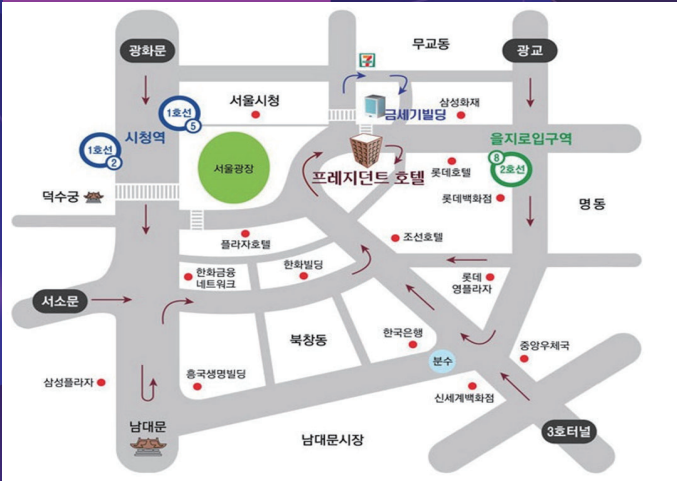 광화문
무교동
광교
7
1호선
5
서울시청
금세기빌딩
삼성화재
시청역
1호선
2
을지로입구역
8
2호선
서울광장
프레지던트 호텔
롯데호텔
롯데백화점
명동
덕수궁
플라자호텔
조선호텔
한화금융
네트워크
한화빌딩
롯데
영플라자
서소문
북창동
한국은행
분수
중앙우체국
삼성플라자
흥국생명빌딩
신세계백화점
남대문
남대문시장
3호터널